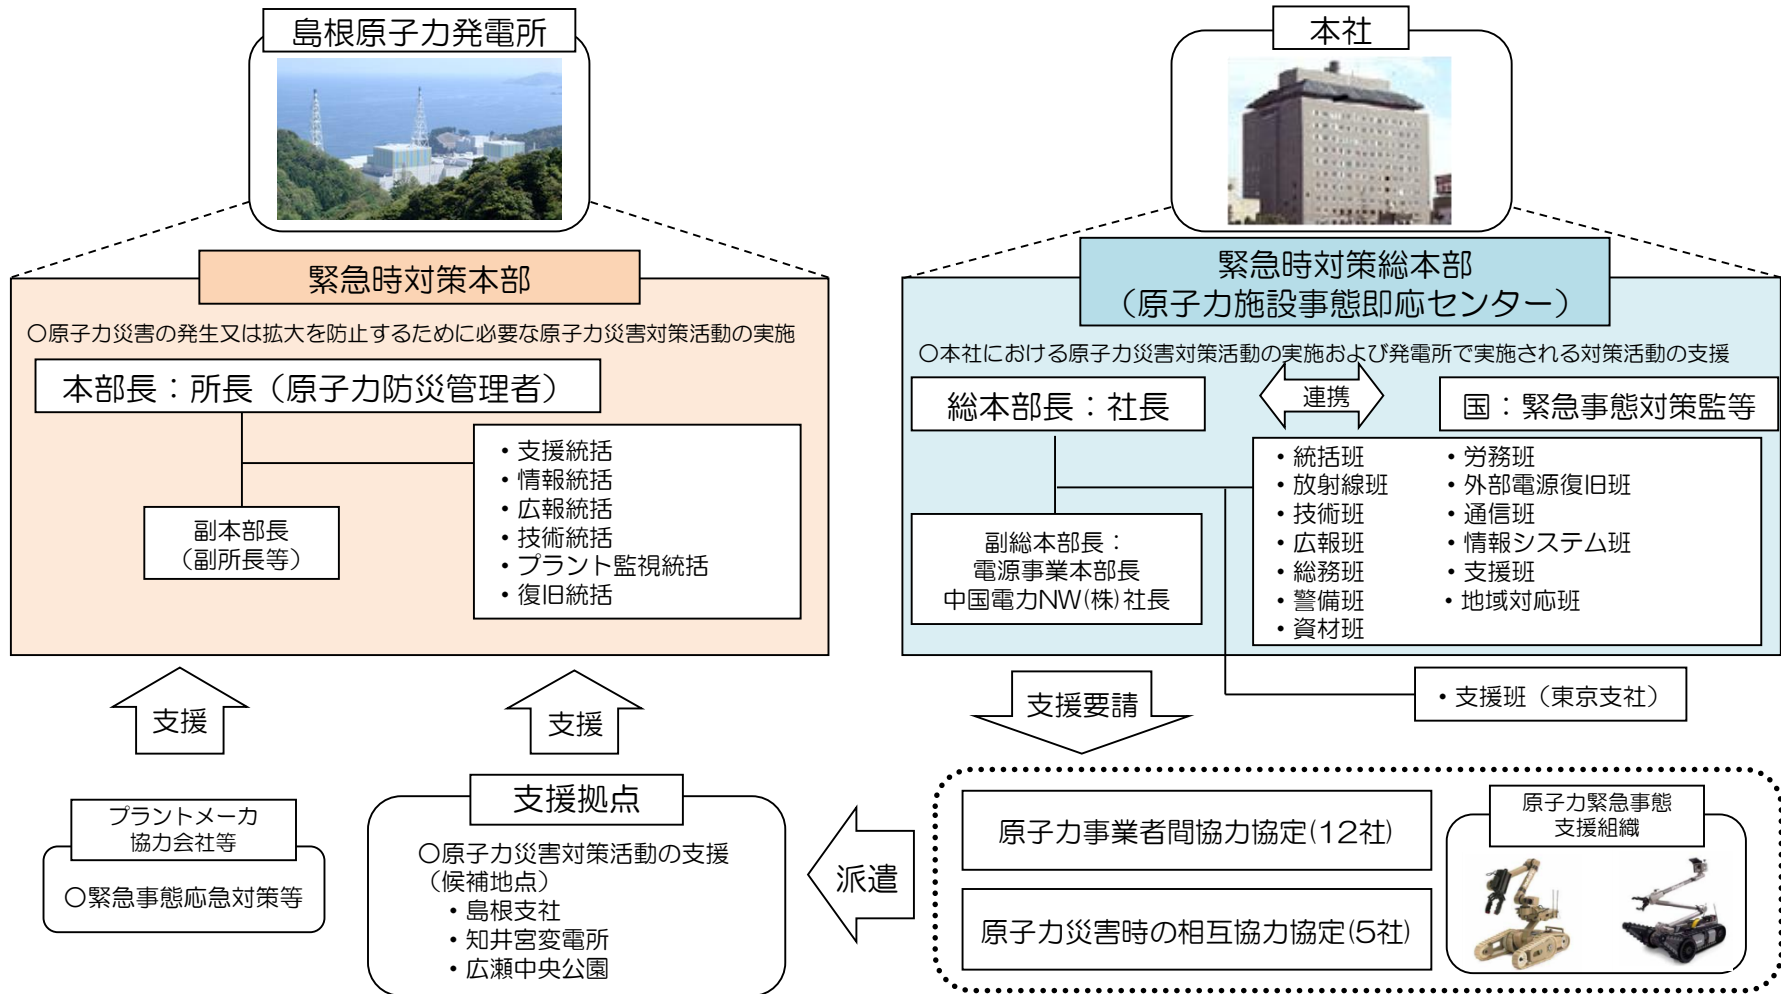 島根原子力発電所
緊急時対策本部
〇原子力災害の発生又は拡大を防止するために必要な原子力災害対策活動の実施
本部長：所長（原子力防災管理者）
・支援統括
・情報統括
・広報統括
・技術統括
・プラント監視統括
・復旧統括
副本部長
（副所長等）
本社
緊急時対策総本部
（原子力施設事態即応センター）
〇本社における原子力災害対策活動の実施および発電所で実施される対策活動の支援
総本部長：社長
連携
国：緊急事態対策監等
・統括班
・放射線班
・技術班
・広報班
・総務班
・警備班
・資材班
・労務班
・外部電源復旧班
・通信班
・情報システム班
・支援班
・地域対応班
副総本部長：
電源事業本部長
中国電力NW(株)社長
・支援班（東京支社）
支援
支援
支援要請
プラントメーカ
協力会社等
〇緊急事態応急対策等
支援拠点
〇原子力災害対策活動の支援
（候補地点）
・島根支社
・知井宮変電所
・広瀬中央公園
派遣
原子力事業者間協力協定(12社)
原子力災害時の相互協力協定(5社)
原子力緊急事態
支援組織